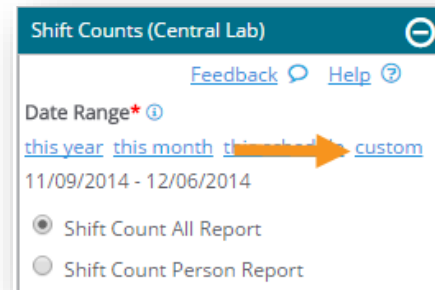 Shift Counts (Central Lab)
Feedback Help
Date Range*
this year this month custom
11/09/2014 - 12/06/2014
Shift Count All Report
Shift Count Person Report